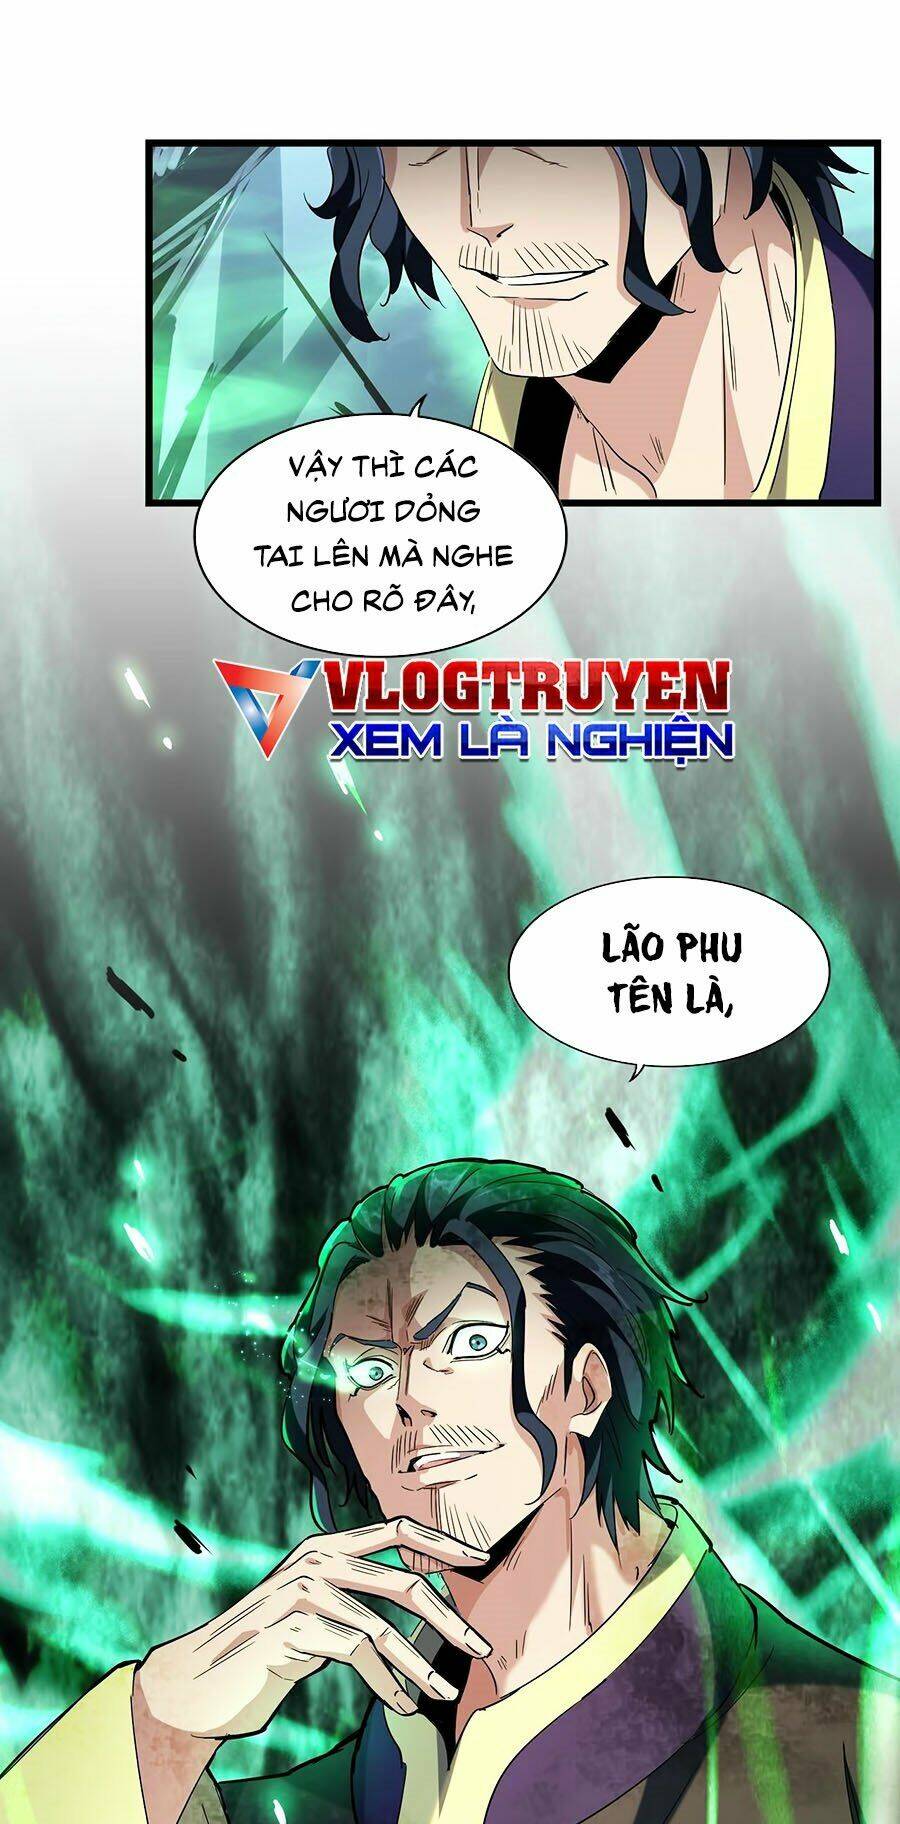 VẬY THÌ CÁC
NGƯƠI DỎNG
TAI LÊN MÀ NGHE
CHO RÕ ĐÂY,
VLOGTRUYEN
XEM LÀ NGHIỆN
LÃO PHU
TÊN LÀ,